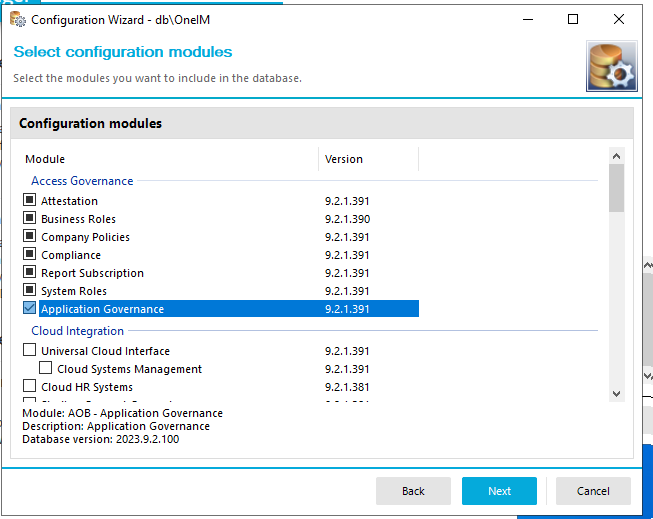 Configuration Wizard - db\OneIM
Select configuration modules
Select the modules you want to include in the database.
Configuration modules
Module Version
Access Governance
Attestation 9.2.1.391
Business Roles 9.2.1.390
Company Policies 9.2.1.391
Compliance 9.2.1.391
Report Subscription 9.2.1.391
System Roles 9.2.1.391
Application Governance 9.2.1.391
Cloud Integration
Universal Cloud Interface 9.2.1.391
Cloud Systems Management 9.2.1.391
Cloud HR Systems 9.2.1.381
Module: AOB - Application Governance
Description: Application Governance
Database version: 2023.9.2.100
Back Next Cancel